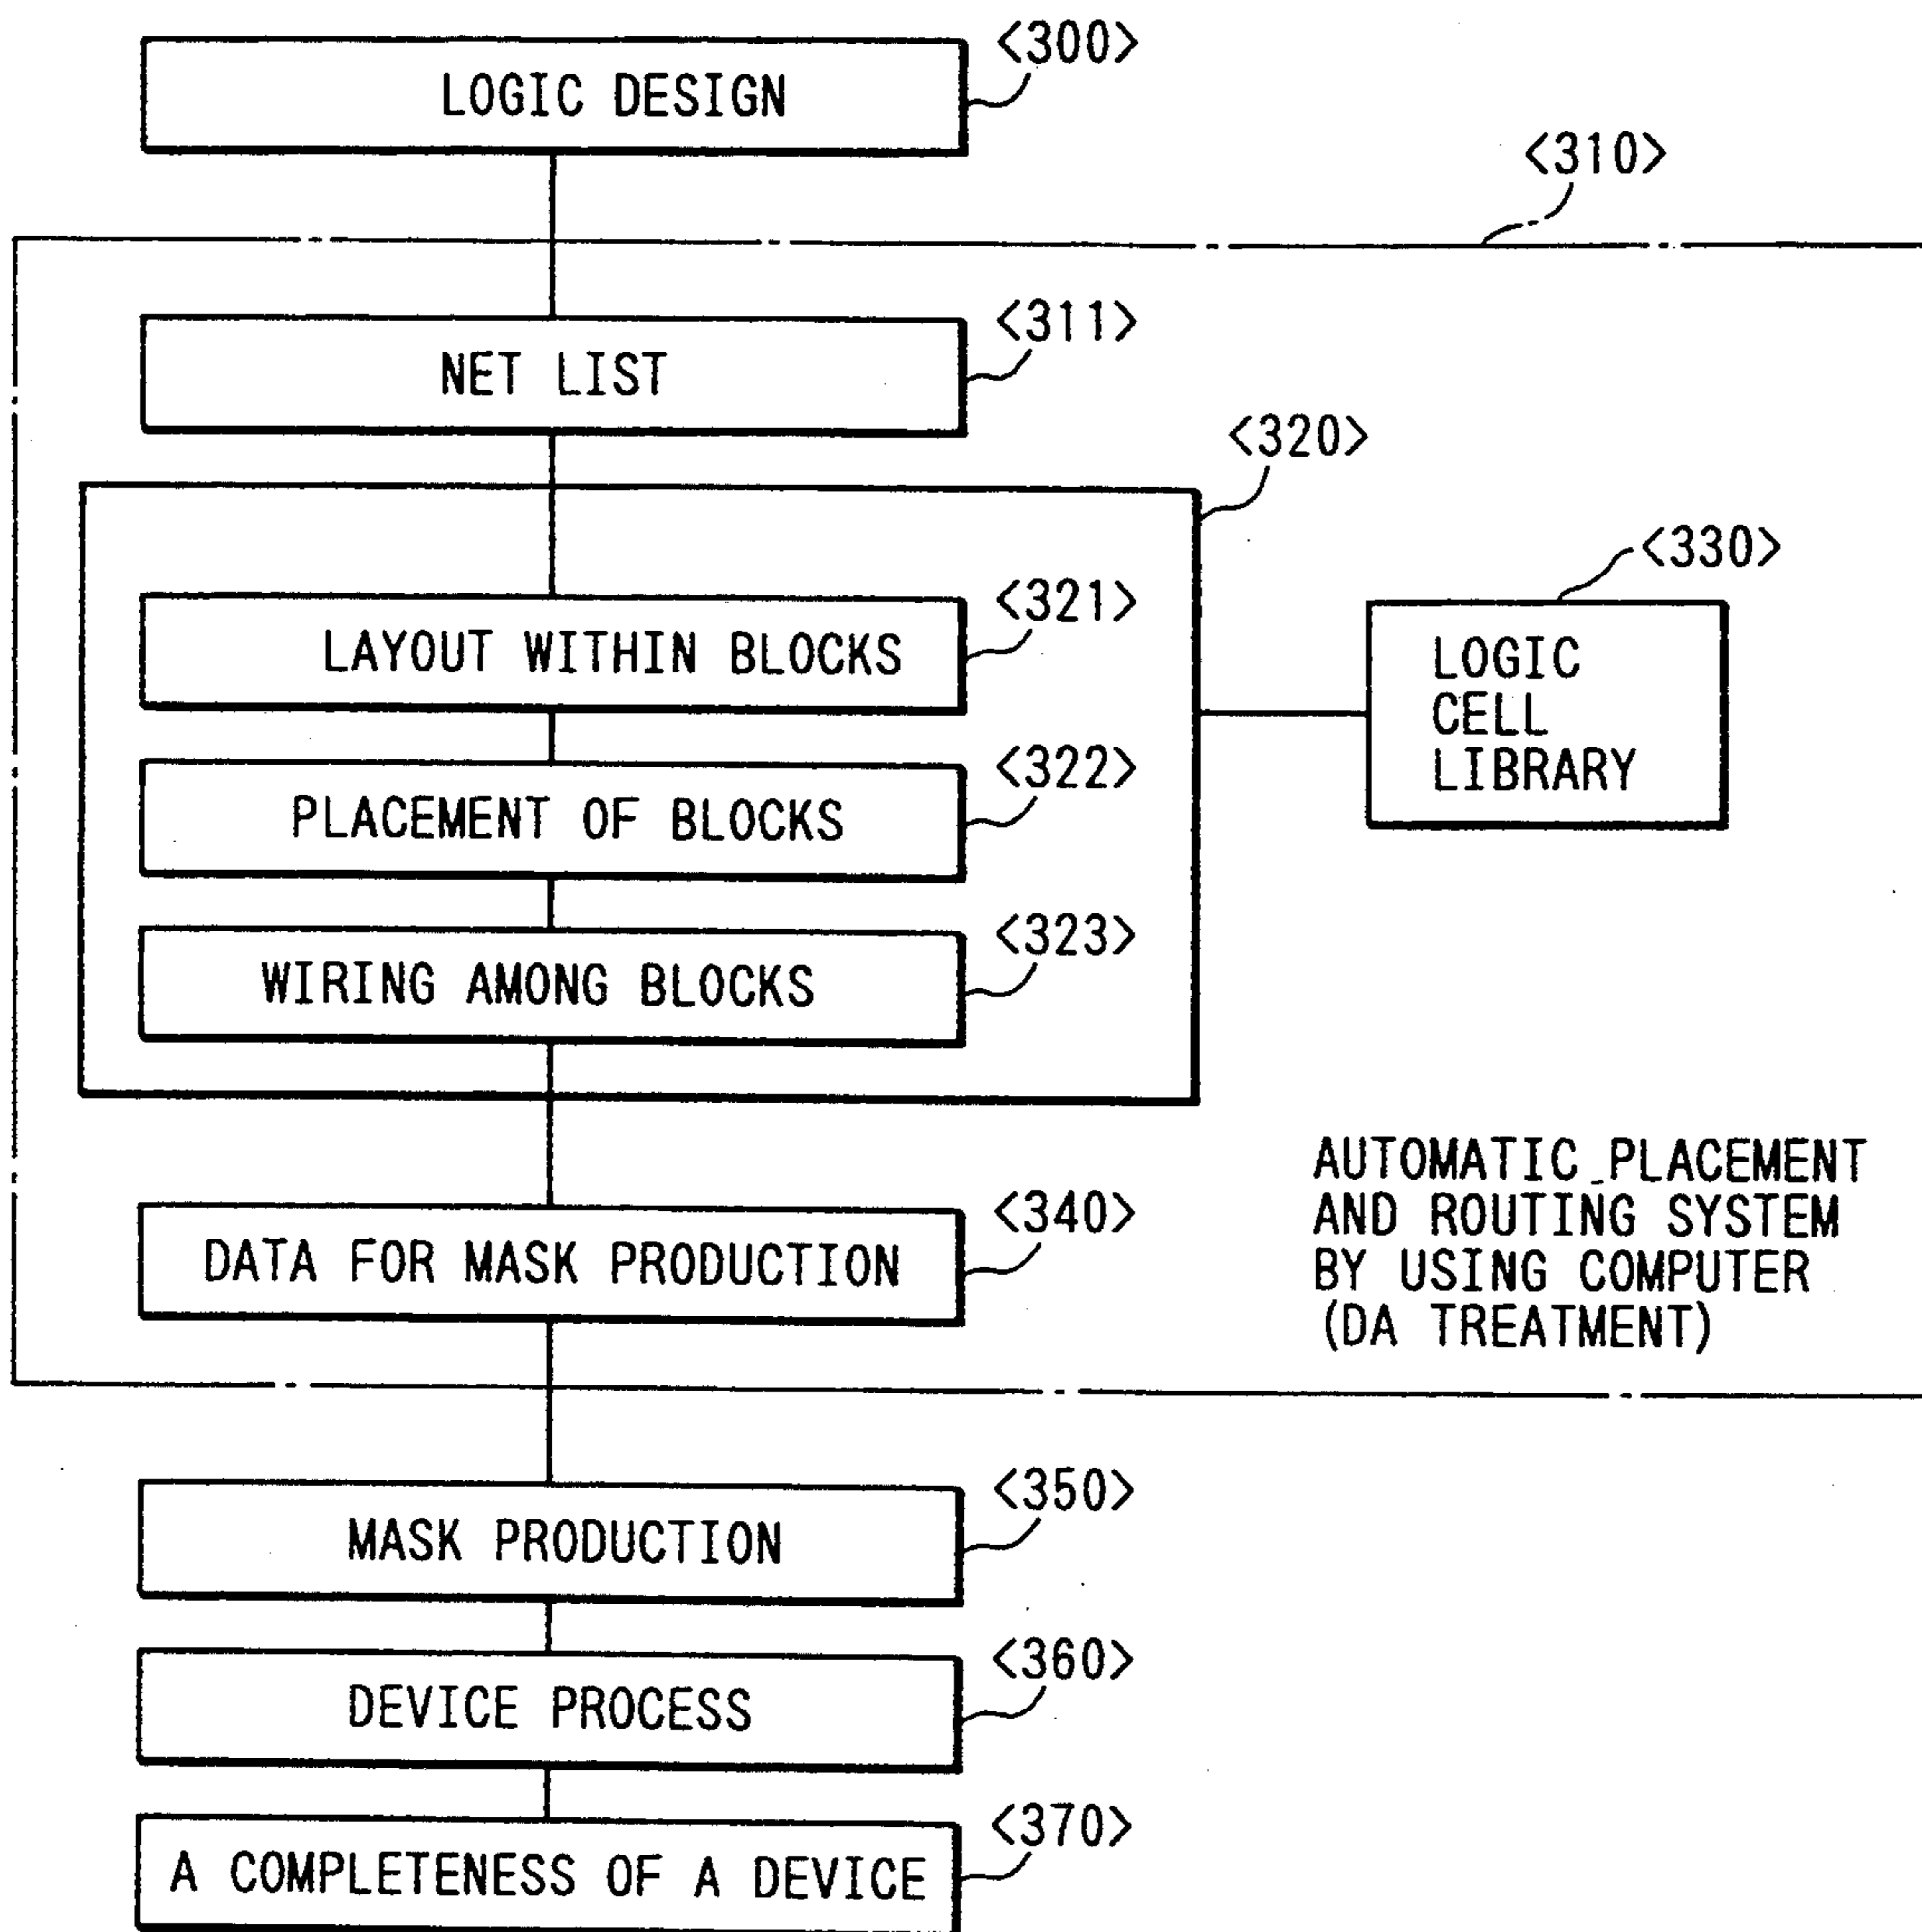 <300>
LOGIC DESIGN
<310>
<311>
NET LIST
<320>
<321>
LAYOUT WITHIN BLOCKS
<330>
LOGIC
CELL
LIBRARY
<322>
PLACEMENT OF BLOCKS
<323>
WIRING AMONG BLOCKS
AUTOMATIC PLACEMENT
AND ROUTING SYSTEM
BY USING COMPUTER
(DA TREATMENT)
<340>
DATA FOR MASK PRODUCTION
<350>
MASK PRODUCTION
<360>
DEVICE PROCESS
<370>
A COMPLETENESS OF A DEVICE